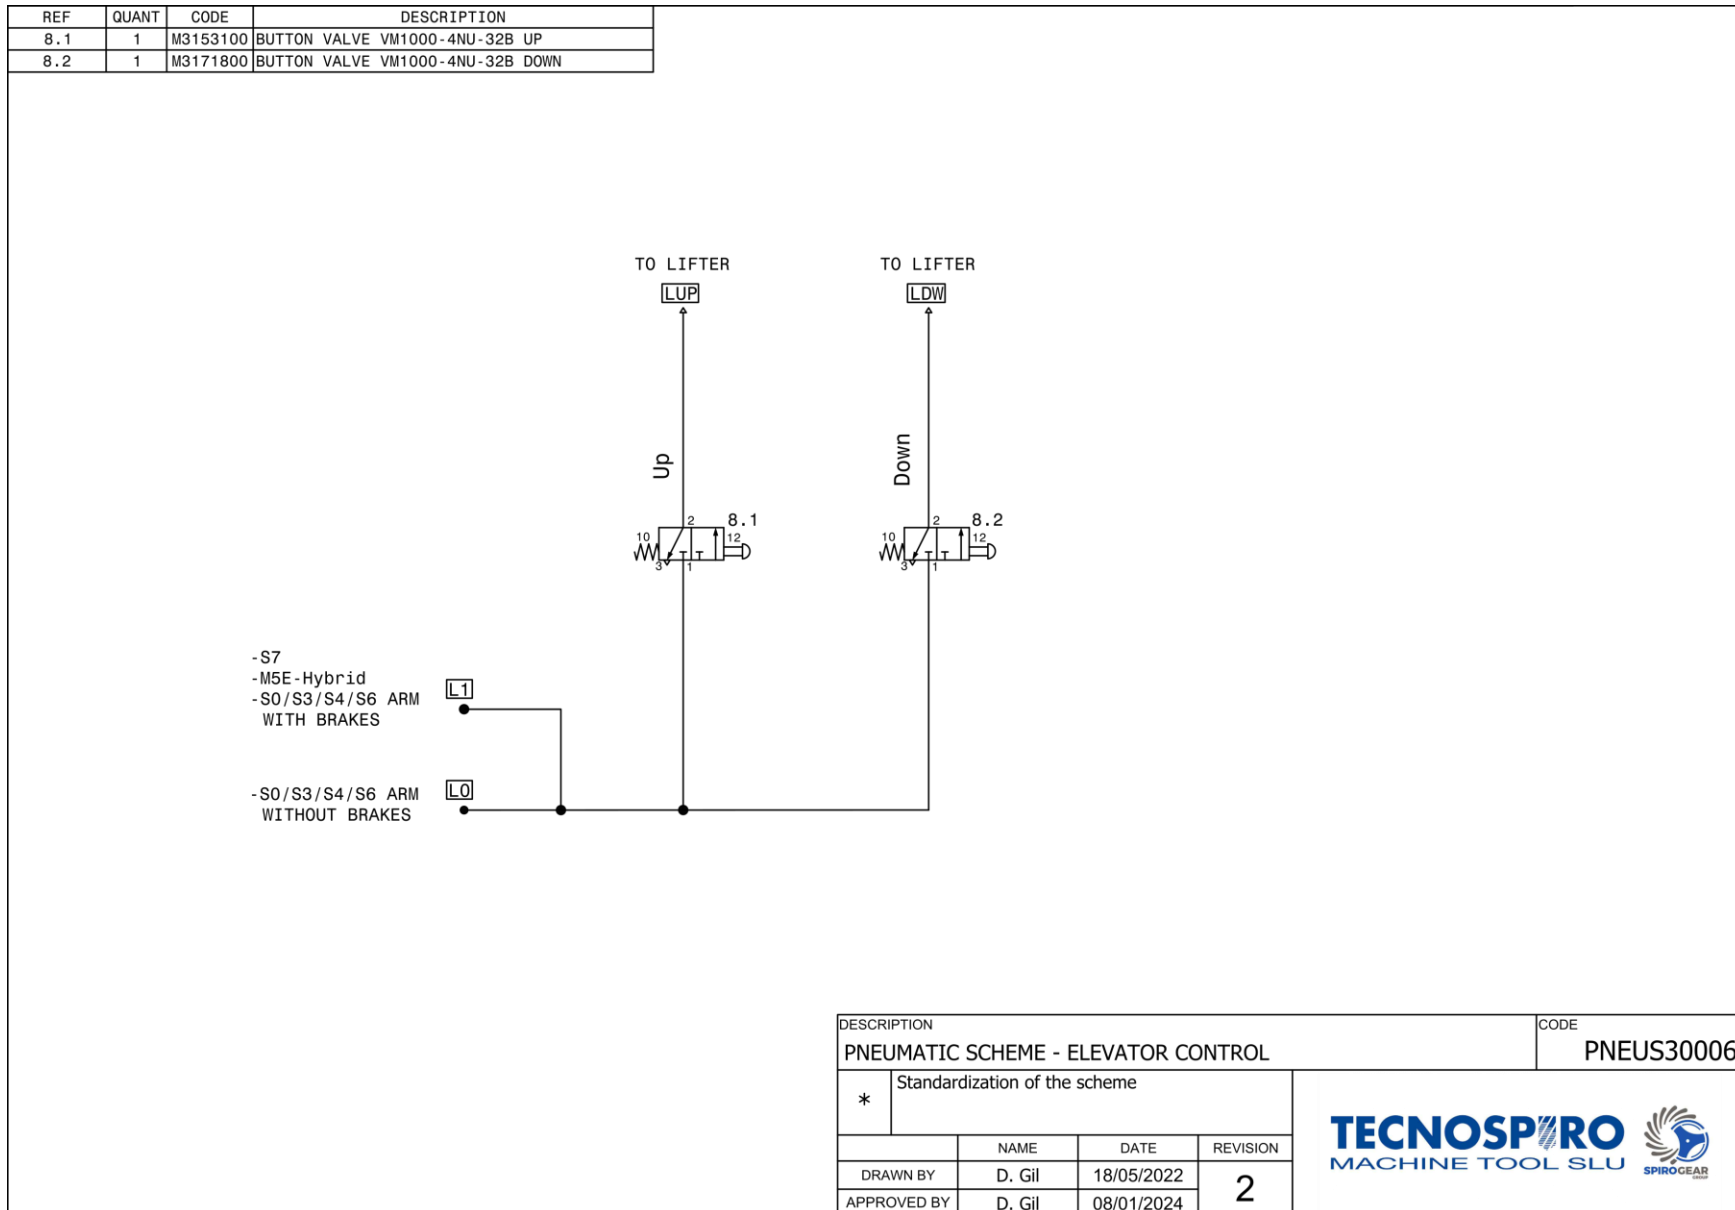 REF QUANT CODE DESCRIPTION
8.1 1 M3153100 BUTTON VALVE VM1000-4NU-32B UP
8.2 1 M3171800 BUTTON VALVE VM1000-4NU-32B DOWN
TO LIFTER TO LIFTER
LUP LDW
Up Down
2 8.1 2 8.2
10 12 10 12
3 1 3 1
-S7
-M5E-Hybrid
-S0/S3/S4/S6 ARM
WITH BRAKES
L1
-S0/S3/S4/S6 ARM
WITHOUT BRAKES
L0
DESCRIPTION CODE
PNEUMATIC SCHEME - ELEVATOR CONTROL PNEUS30006
* Standardization of the scheme
NAME DATE REVISION
DRAWN BY D. Gil 18/05/2022 2
APPROVED BY D. Gil 08/01/2024
TECNOSPIRO
MACHINE TOOL SLU
SPIROGEAR
GROUP